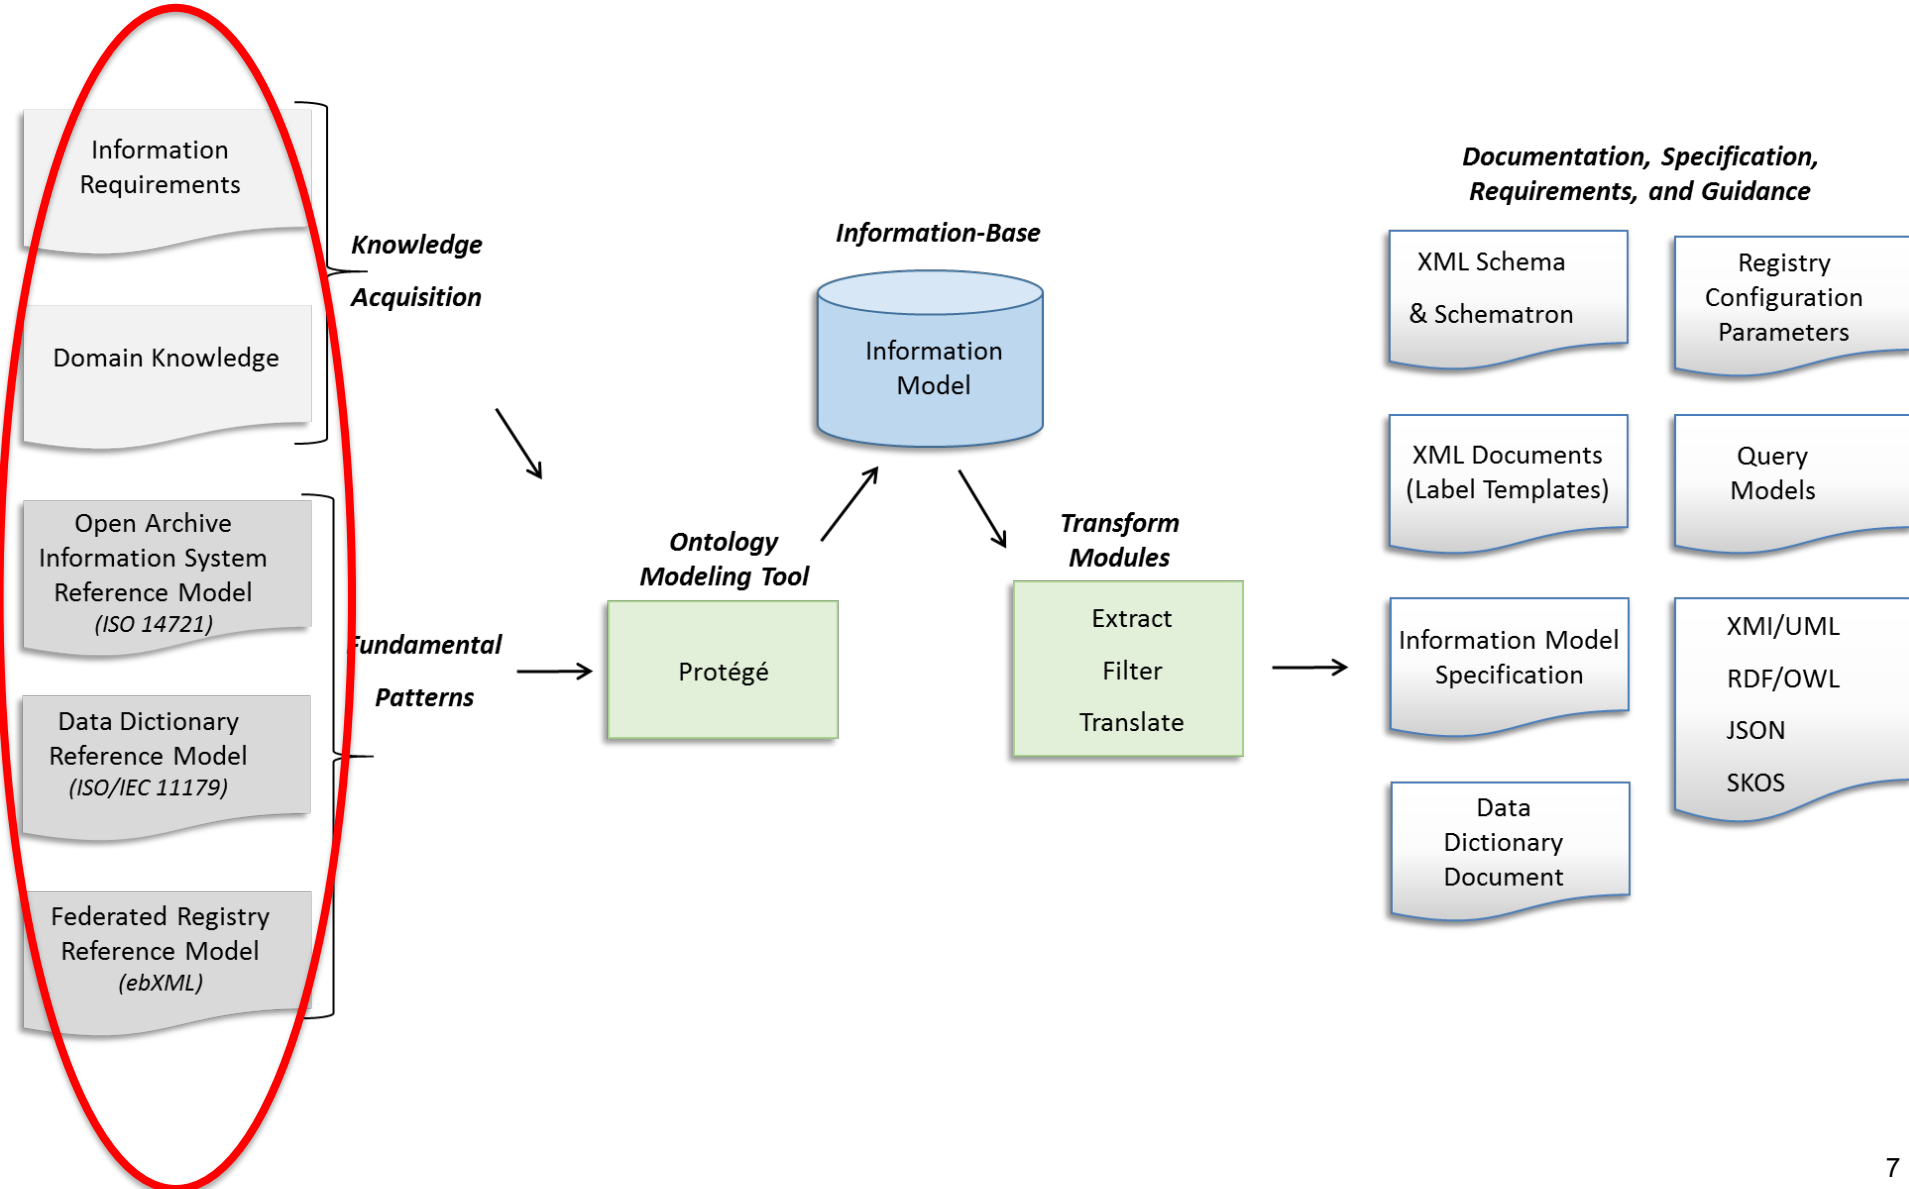 Information
Requirements
Domain Knowledge
Open Archive
Information System
Reference Model
(ISO 14721)
Data Dictionary
Reference Model
(ISO/IEC 11179)
Federated Registry
Reference Model
(ebXML)
Knowledge
Acquisition
Fundamental
Patterns
Ontology
Modeling Tool
Protégé
Information-Base
Information
Model
Transform
Modules
Extract
Filter
Translate
Documentation, Specification,
Requirements, and Guidance
XML Schema
& Schematron
Registry
Configuration
Parameters
XML Documents
(Label Templates)
Query
Models
Information Model
Specification
XMI/UML
RDF/OWL
JSON
SKOS
Data
Dictionary
Document
7